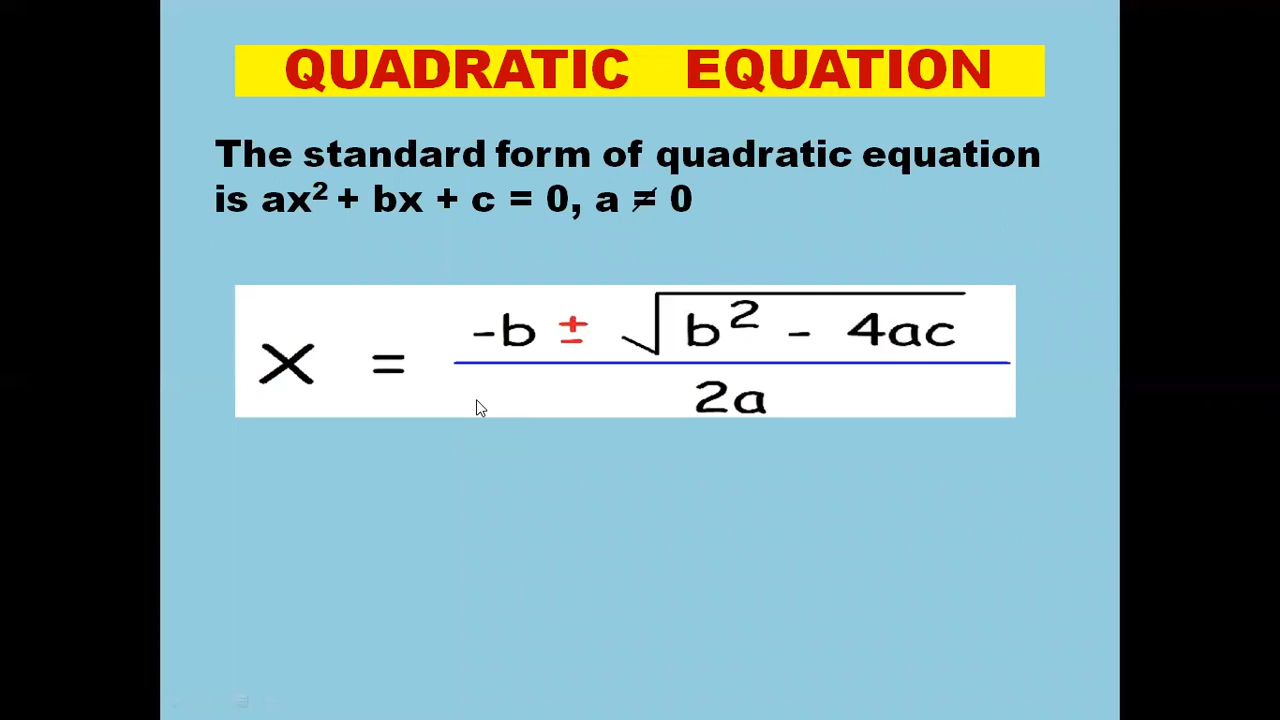 QUADRATIC EQUATION
The standard form of quadratic equation
is ax² + bx + c = 0, a ≠ 0
X = -b ± √b² - 4ac
2a